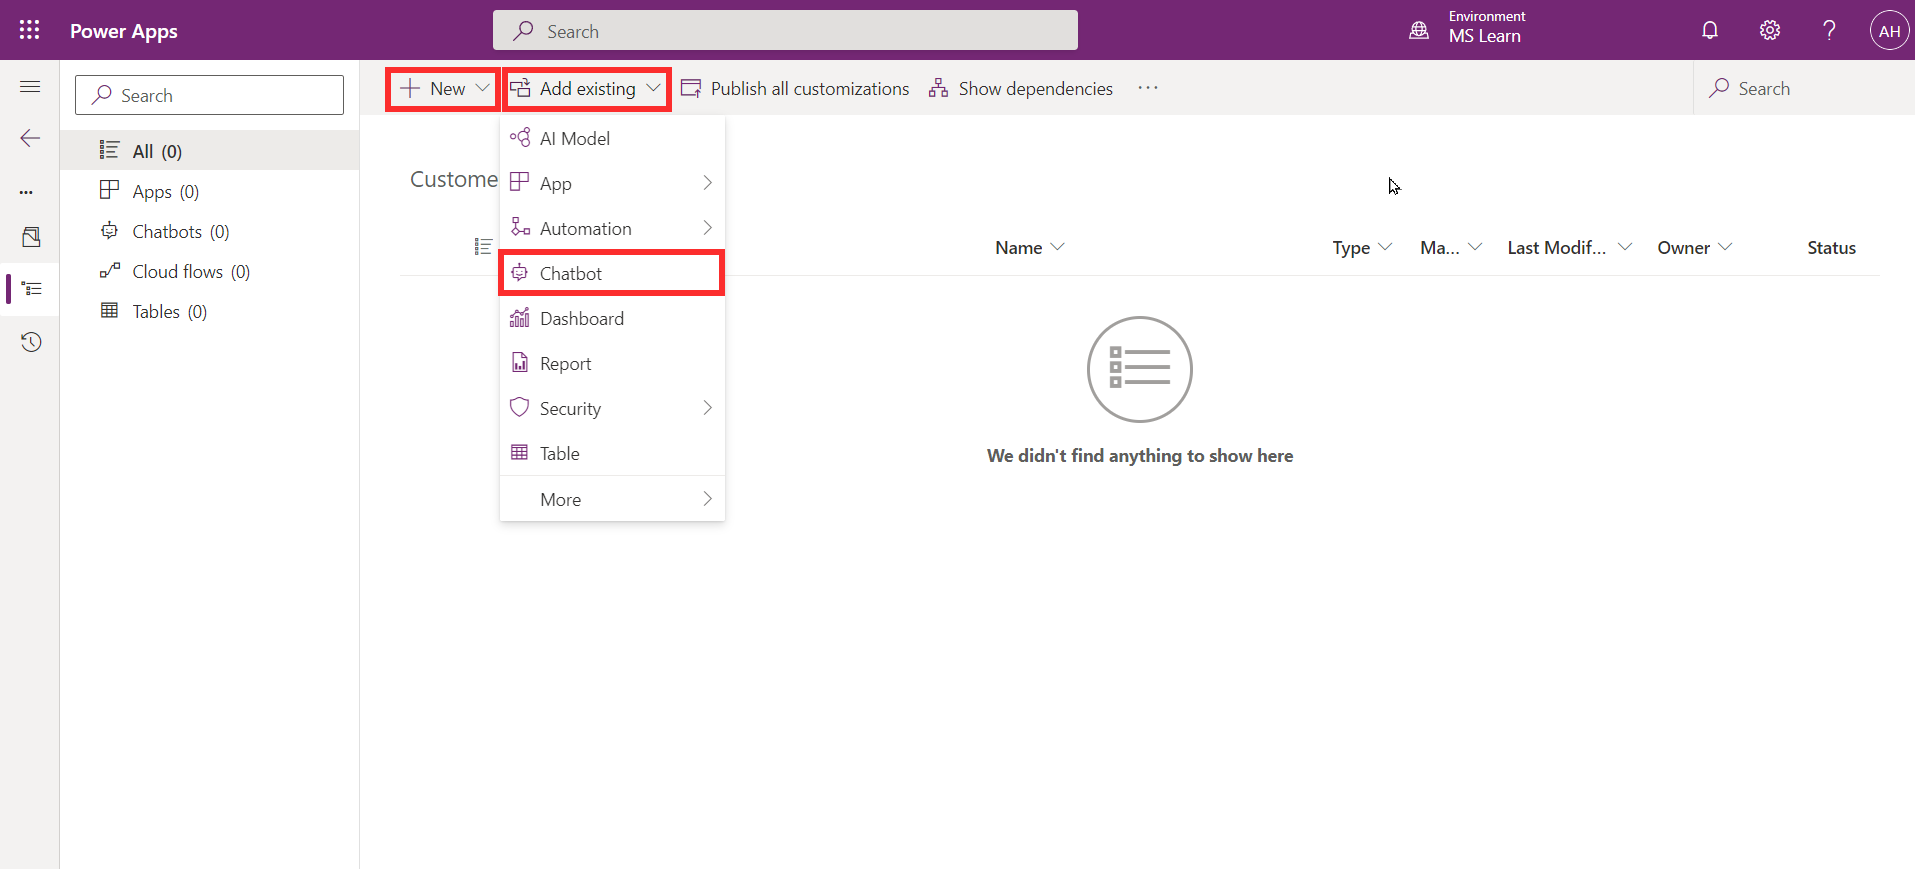 Power Apps
Search
Environment
MS Learn
?
AH
Search
New
Add existing
Publish all customizations
Show dependencies
...
Search
All (0)
Apps (0)
Chatbots (0)
Cloud flows (0)
Tables (0)
AI Model
App
Automation
Chatbot
Dashboard
Report
Security
Table
More
Custome
Name
Type
Ma...
Last Modif...
Owner
Status
We didn't find anything to show here